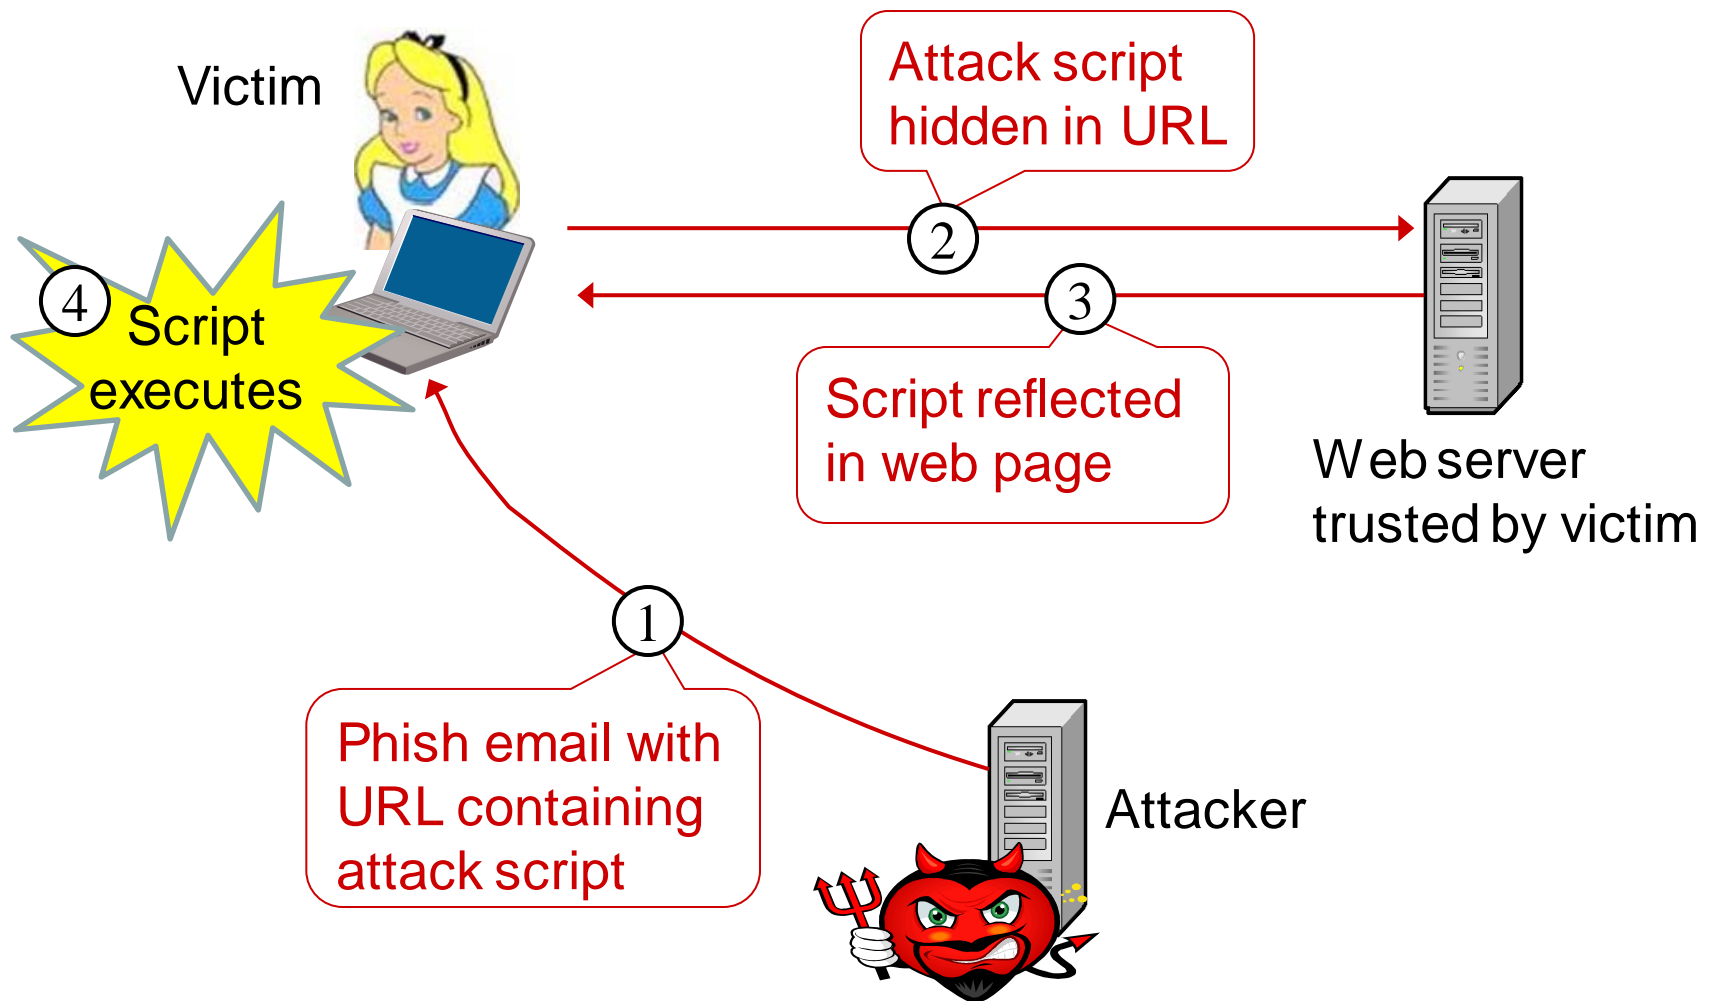 Victim
Attack script
hidden in URL
2
3
4
Script
executes
Script reflected
in web page
Web server
trusted by victim
1
Phish email with
URL containing
attack script
Attacker